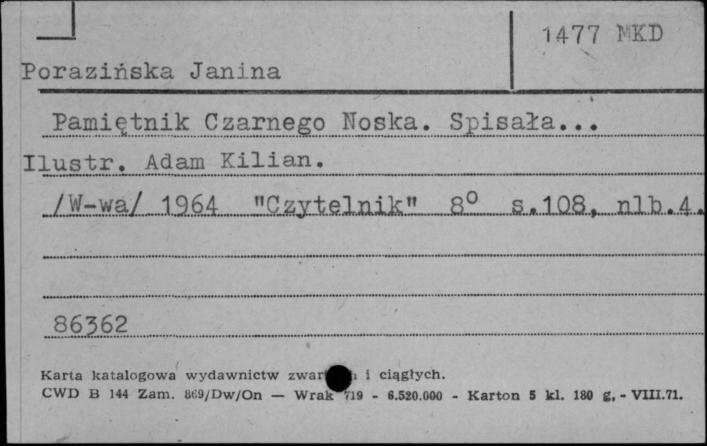 1477 MKD
Porazińska Janina
Pamiętnik Czarnego Noska. Spisała...
Ilustr. Adam Kilian.
/W-wa/ 1964 "Czytelnik" 8° s.108, nlb.4.
86362
Karta katalogowa wydawnictw i ciągłych.
CWD B 144 Zam. 869/Dw/On — Wrak 719 - 6.520.000 - Karton 5 kl. 180 g. - VIII.71.